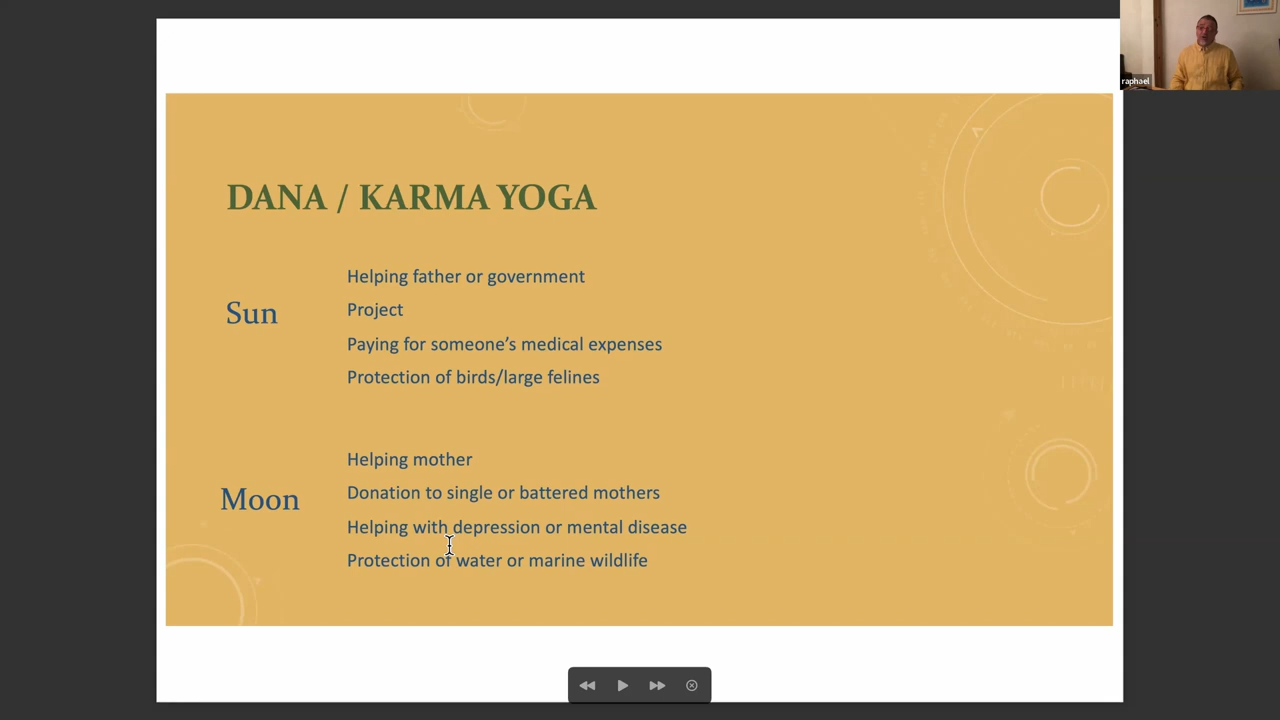 raphael
DANA / KARMA YOGA
Sun
Helping father or government
Project
Paying for someone’s medical expenses
Protection of birds/large felines
Moon
Helping mother
Donation to single or battered mothers
Helping with depression or mental disease
Protection of water or marine wildlife